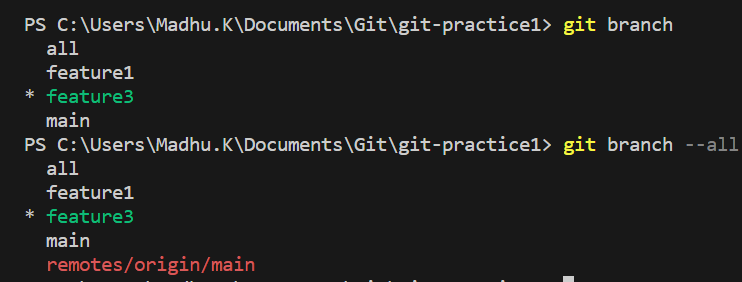 PS C:\Users\Madhu.K\Documents\Git\git-practice1> git branch
  all
  feature1
* feature3
  main
PS C:\Users\Madhu.K\Documents\Git\git-practice1> git branch --all
  all
  feature1
* feature3
  main
  remotes/origin/main